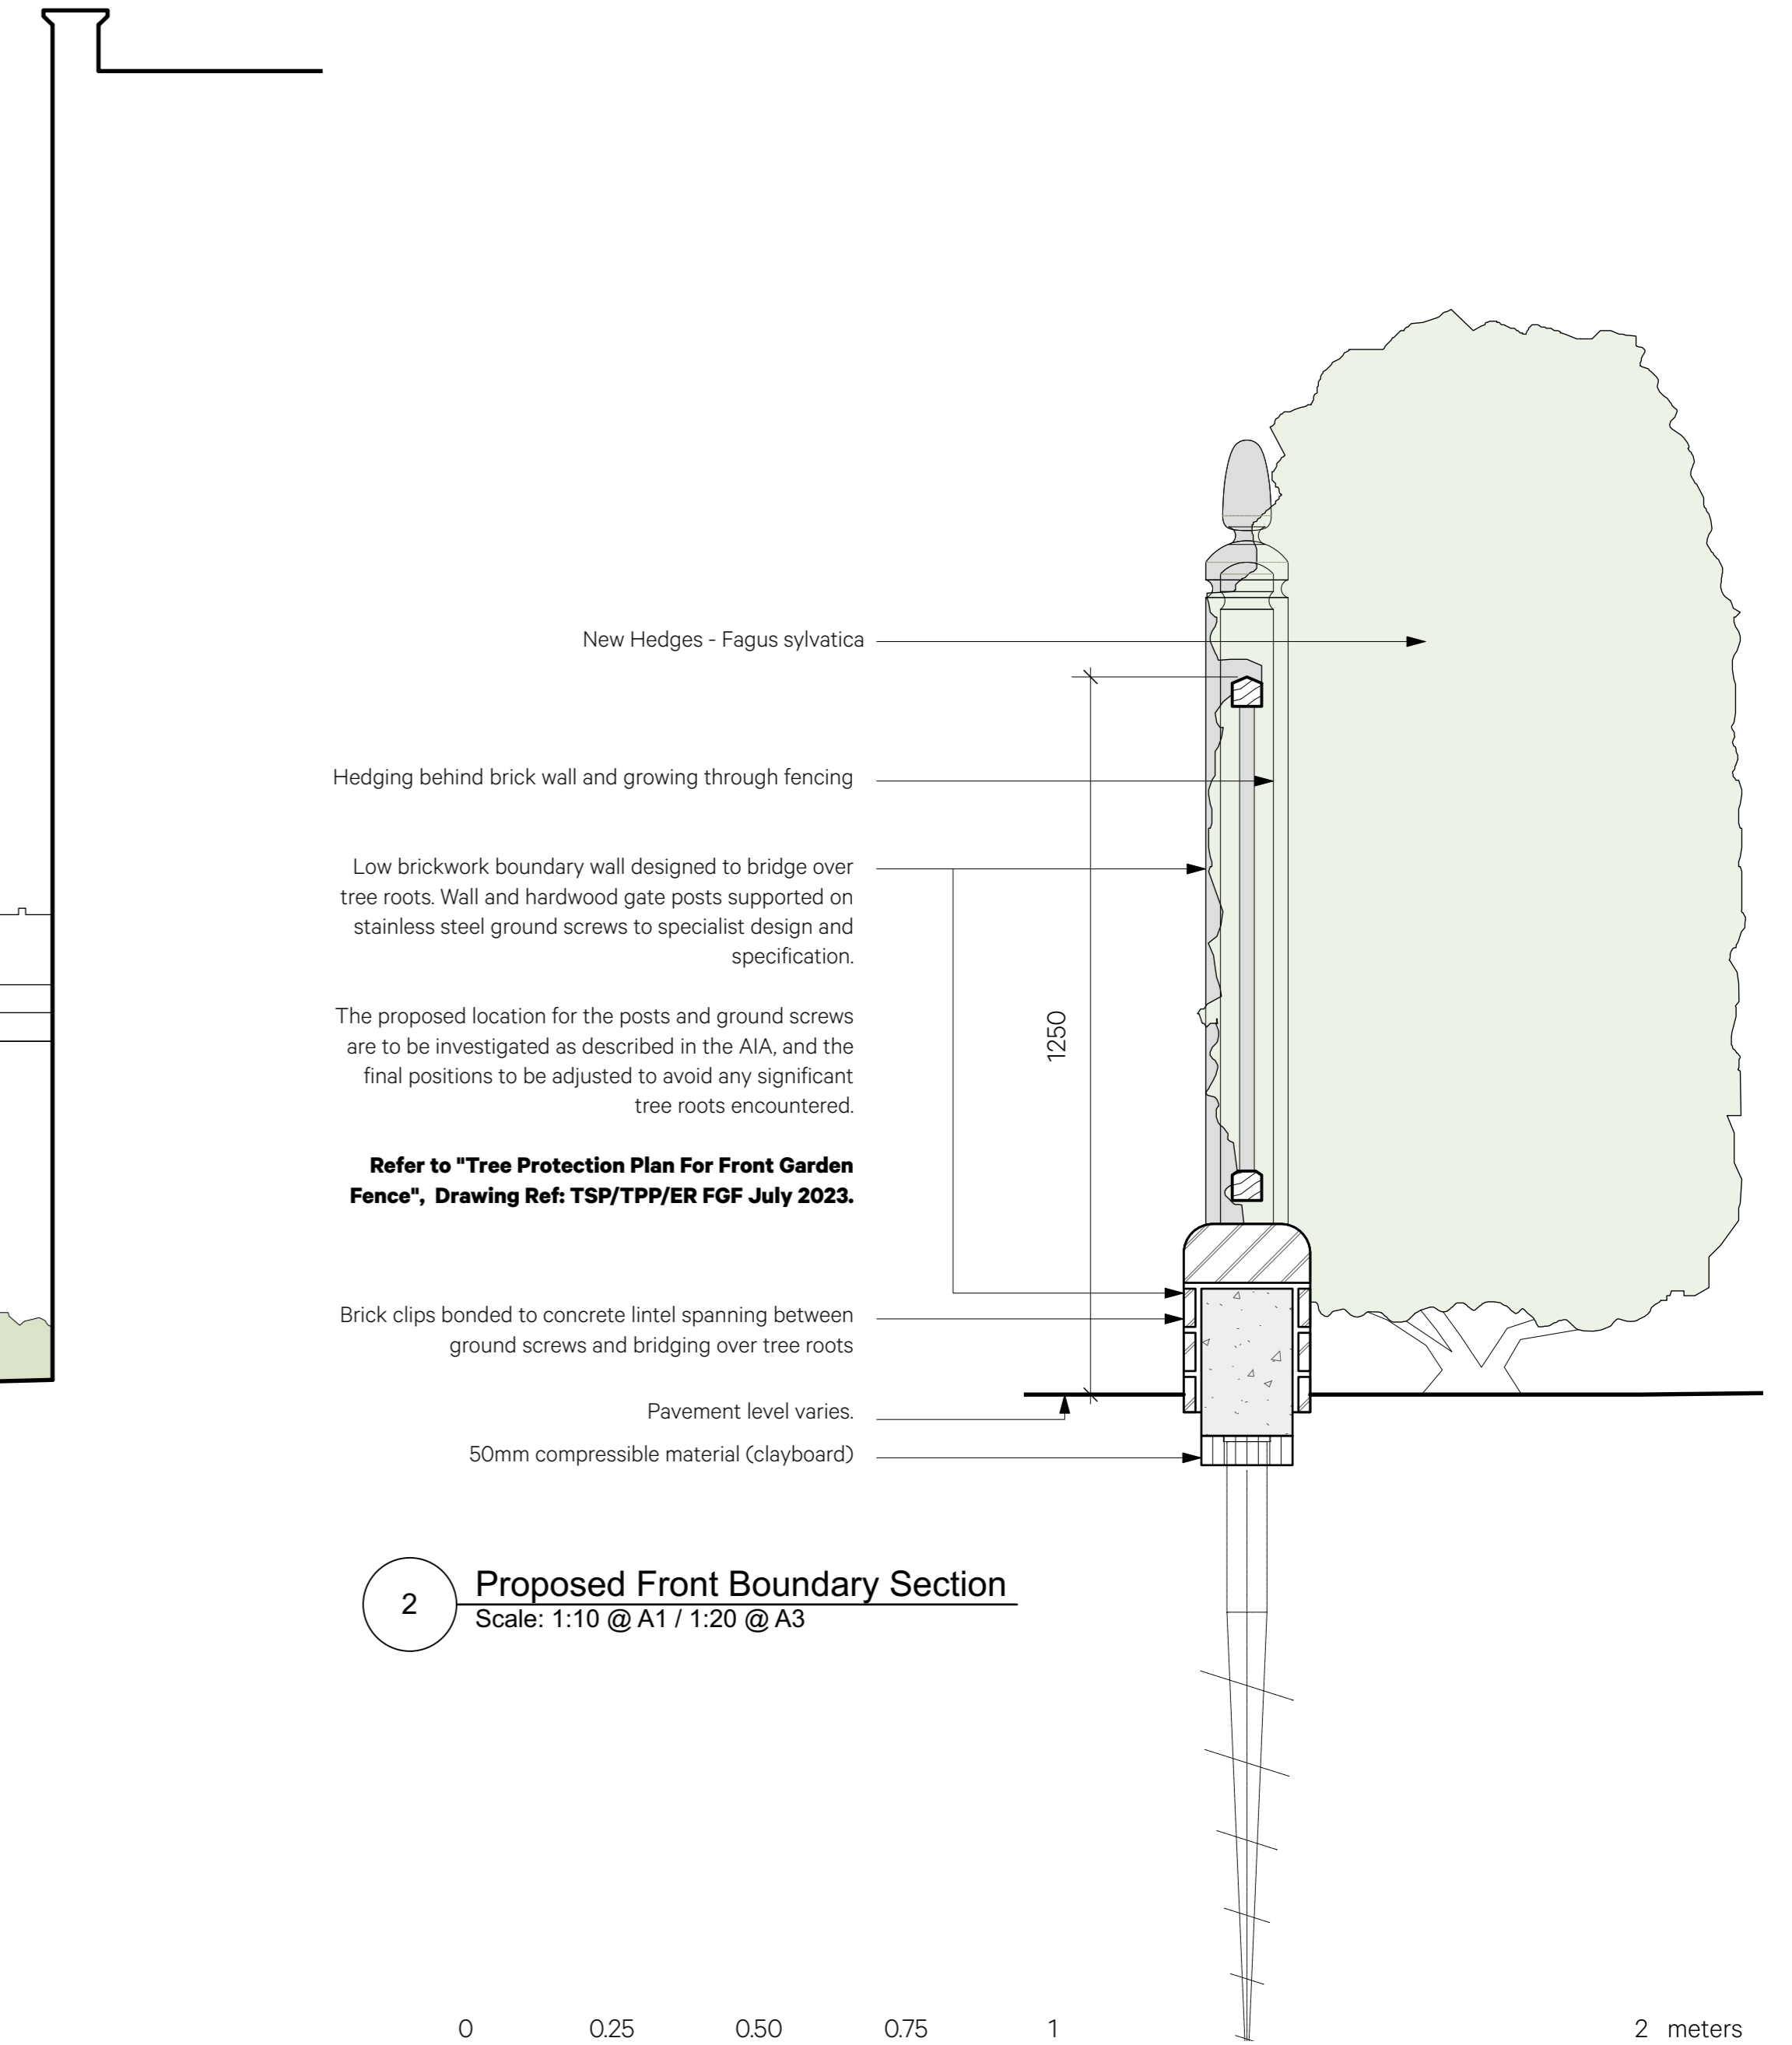 New Hedges - Fagus sylvatica
Hedging behind brick wall and growing through fencing
Low brickwork boundary wall designed to bridge over
tree roots. Wall and hardwood gate posts supported on
stainless steel ground screws to specialist design and
specification.
The proposed location for the posts and ground screws
are to be investigated as described in the AIA, and the
final positions to be adjusted to avoid any significant
tree roots encountered.
1250
Refer to "Tree Protection Plan For Front Garden
Fence",  Drawing Ref: TSP/TPP/ER FGF July 2023.
Brick clips bonded to concrete lintel spanning between
ground screws and bridging over tree roots
Pavement level varies.
50mm compressible material (clayboard)
2
Proposed Front Boundary Section
Scale: 1:10 @ A1 / 1:20 @ A3
0 0.25 0.50 0.75 1 2 meters